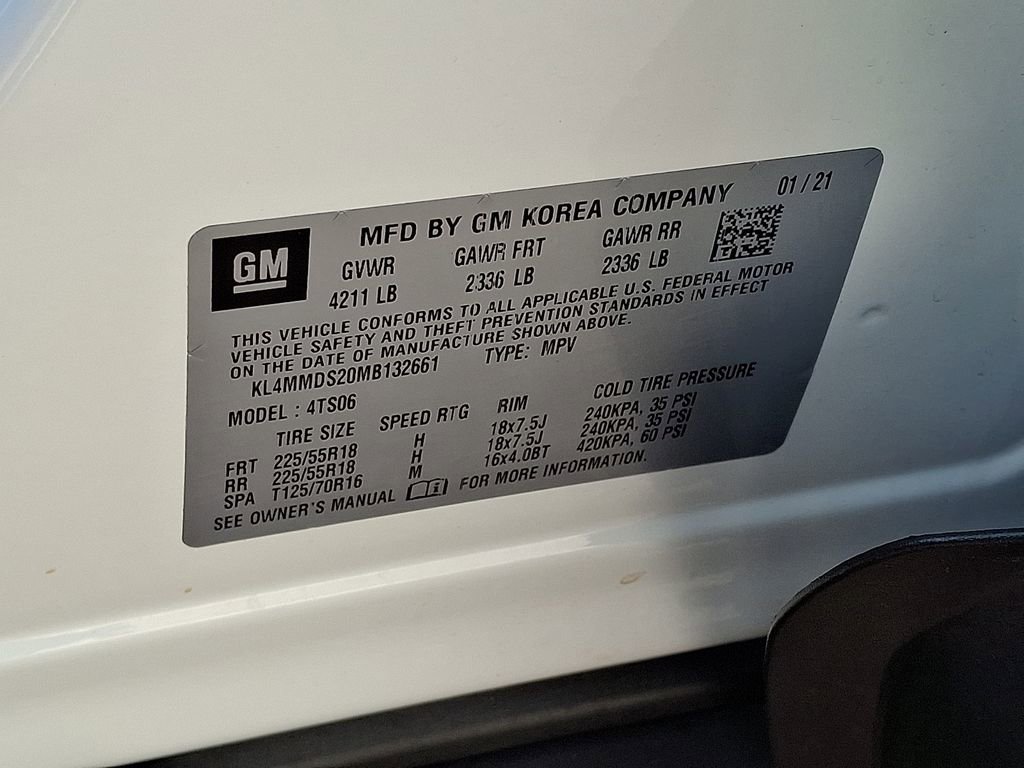 GM
MFD BY GM KOREA COMPANY 01 / 21
GVWR GAWR FRT GAWR RR
4211 LB 2336 LB 2336 LB
THIS VEHICLE CONFORMS TO ALL APPLICABLE U.S. FEDERAL MOTOR
VEHICLE SAFETY AND THEFT PREVENTION STANDARDS IN EFFECT
ON THE DATE OF MANUFACTURE SHOWN ABOVE.
KL4MMDS20MB132661 TYPE: MPV
MODEL : 4TS06
TIRE SIZE SPEED RTG RIM COLD TIRE PRESSURE
FRT 225/55R18 H 18x7.5J 240KPA, 35 PSI
RR 225/55R18 H 18x7.5J 240KPA, 35 PSI
SPA T125/70R16 M 16x4.0BT 420KPA, 60 PSI
SEE OWNER'S MANUAL FOR MORE INFORMATION.